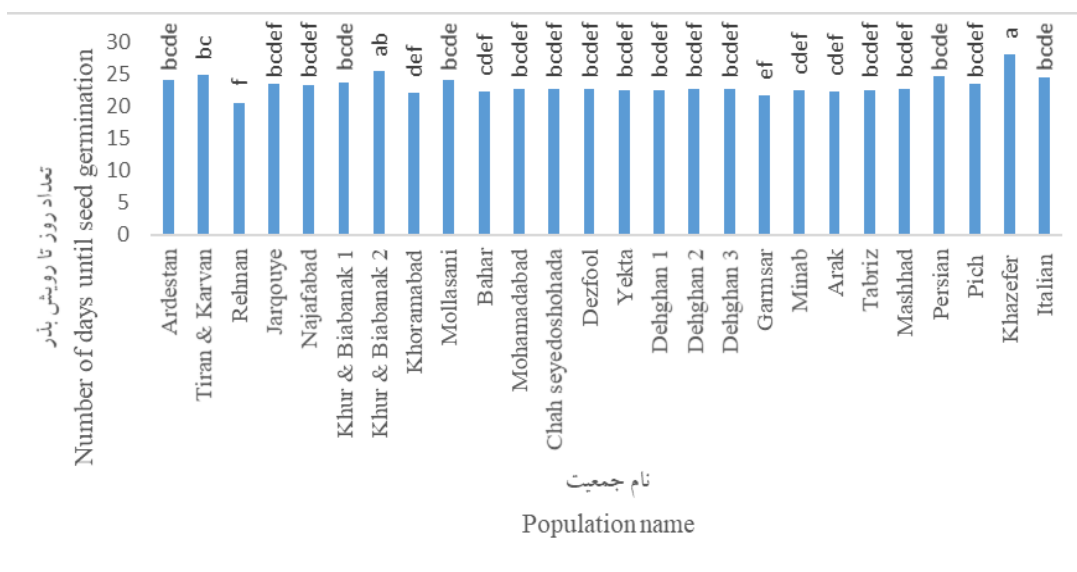 bcde
bc
f
bcdef
bcdef
bcde
ab
def
bcde
cdef
bcdef
bcdef
bcdef
bcdef
bcdef
bcdef
bcdef
ef
cdef
cdef
bcdef
bcdef
bcde
bcdef
a
bcde
30
25
20
15
10
5
0
تعداد روز تا رویش بذر
Number of days until seed germination
Ardestan
Tiran & Karvan
Rehnan
Jarqouye
Najafabad
Khur & Biabanak 1
Khur & Biabanak 2
Khoramabad
Mollasani
Bahar
Mohamadabad
Chah seyedoshohada
Dezfool
Yekta
Dehghan 1
Dehghan 2
Dehghan 3
Garmsar
Minab
Arak
Tabriz
Mashhad
Persian
Pich
Khazefer
Italian
نام جمعیت
Population name